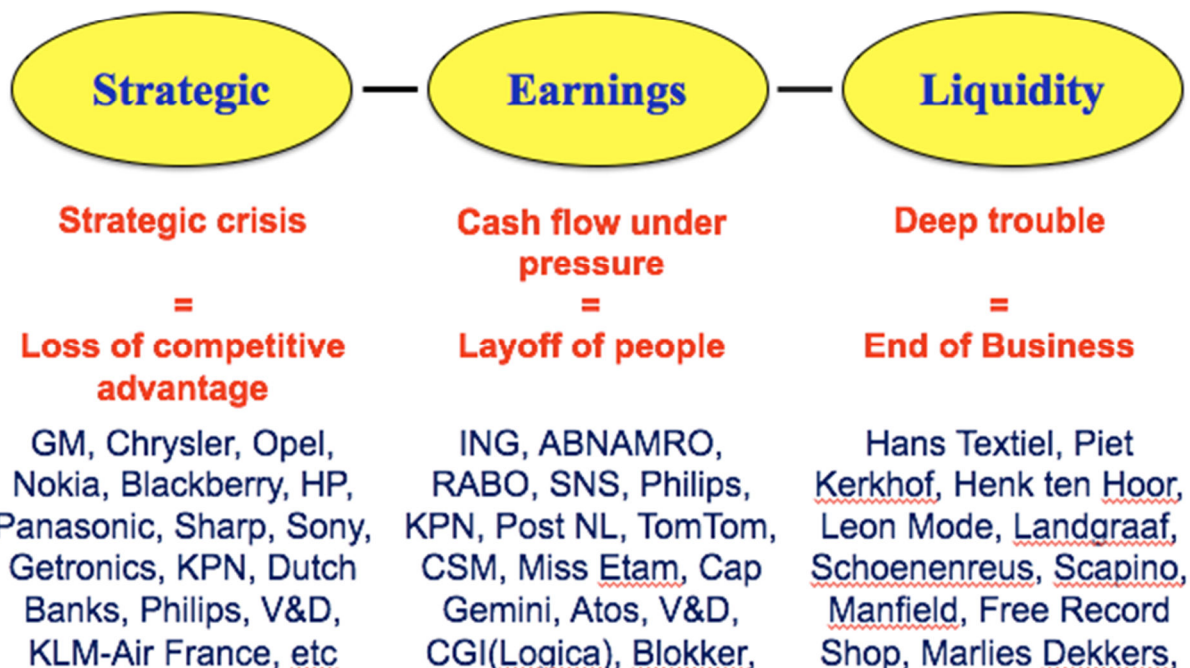 Strategic
Earnings
Liquidity
Strategic crisis
=
Loss of competitive
advantage
GM, Chrysler, Opel,
Nokia, Blackberry, HP,
Panasonic, Sharp, Sony,
Getronics, KPN, Dutch
Banks, Philips, V&D,
KLM-Air France, etc
Cash flow under
pressure
=
Layoff of people
ING, ABNAMRO,
RABO, SNS, Philips,
KPN, Post NL, TomTom,
CSM, Miss Etam, Cap
Gemini, Atos, V&D,
CGI(Logica), Blokker,
Deep trouble
=
End of Business
Hans Textiel, Piet
Kerkhof, Henk ten Hoor,
Leon Mode, Landgraaf,
Schoenenreus, Scapino,
Manfield, Free Record
Shop, Marlies Dekkers,